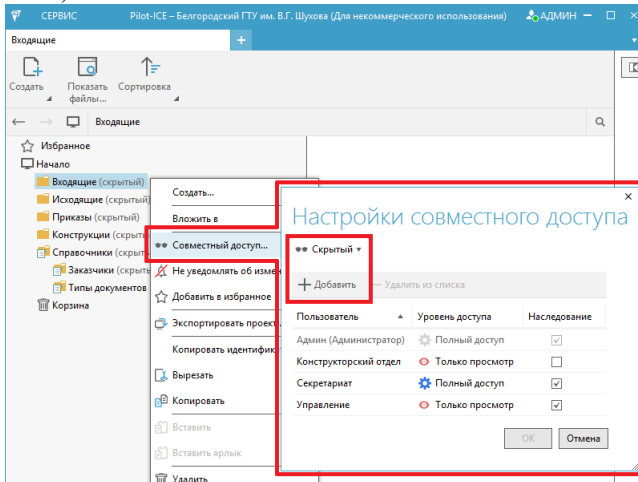 СЕРВИС Pilot-ICE – Белгородский ГТУ им. В.Г. Шухова (Для некоммерческого использования) АДМИН
Входящие
Создать Показать файлы... Сортировка
Входящие
Избранное
Начало
Входящие (скрытый)
Исходящие (скрытый)
Приказы (скрытый)
Конструкции (скрыт
Справочники (скрыт
Заказчики (скрыт
Типы документов
Корзина
Создать...
Вложить в
Совместный доступ...
Не уведомлять об измен
Добавить в избранное
Экспортировать проект.
Копировать идентифик
Вырезать
Копировать
Вставить
Вставить ярлык
Удалить
Настройки совместного доступа
Скрытый
Добавить Удалить из списка
Пользователь Уровень доступа Наследование
Админ (Администратор) Полный доступ
Конструкторский отдел Только просмотр
Секретариат Полный доступ
Управление Только просмотр
ОК Отмена